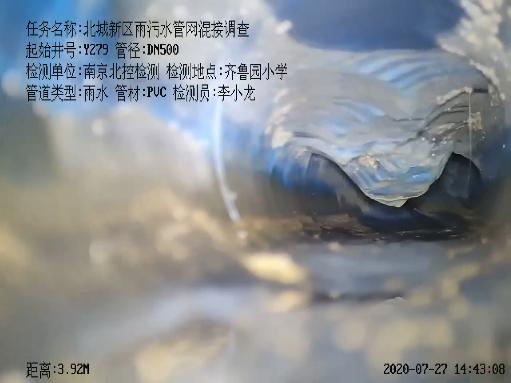 任务名称:北城新区雨污水管网混接调查
起始井号:Y279 管径:DN500
检测单位:南京北控检测 检测地点:齐鲁园小学
管道类型:雨水 管材:PVC 检测员:李小龙
距离:3.92M
2020-07-27 14:43:08